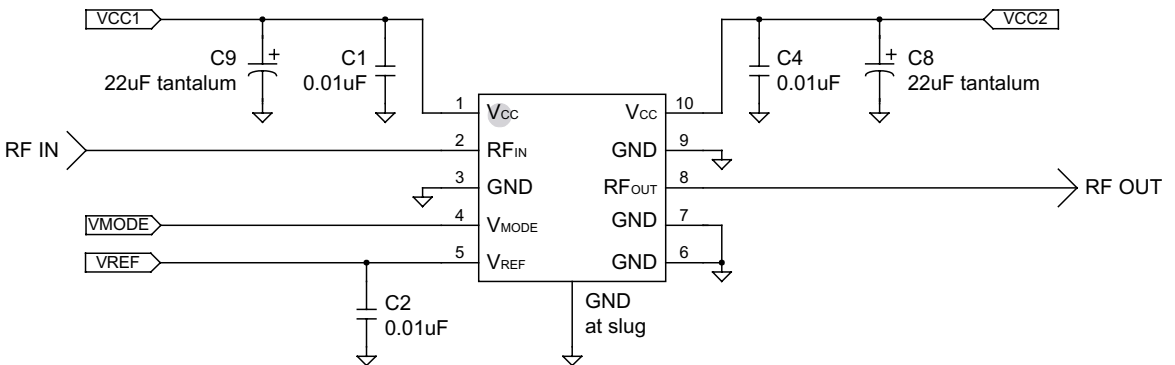 VCC1
VCC2
C9
+
22uF tantalum
C1
0.01uF
C4
0.01uF
+
C8
22uF tantalum
1
VCC
VCC
10
RF IN
2
RFIN
GND
9
3
GND
RFOUT
8
RF OUT
VMODE
4
VMODE
GND
7
VREF
5
VREF
GND
6
C2
0.01uF
GND
at slug